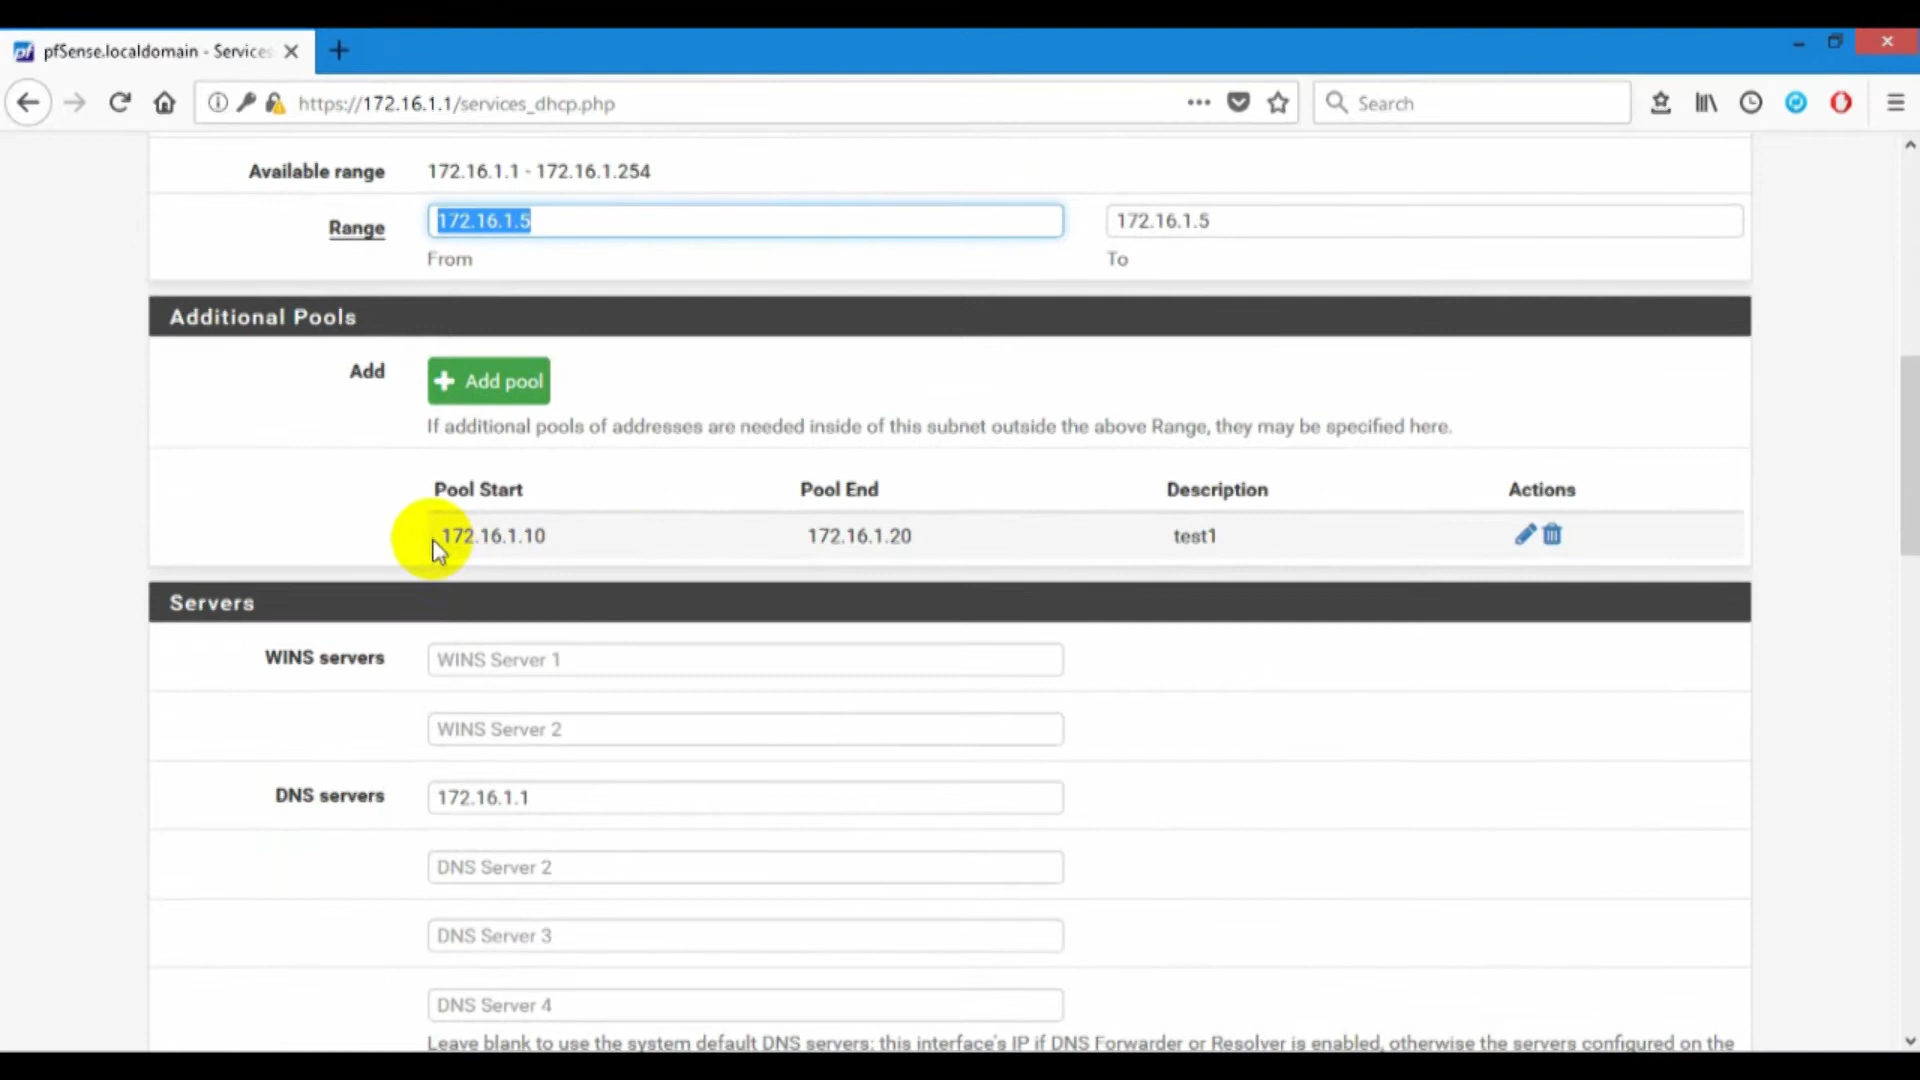 pfSense.localdomain - Services
https://172.16.1.1/services_dhcp.php
Search
Available range
172.16.1.1 - 172.16.1.254
Range
172.16.1.5
172.16.1.5
From
To
Additional Pools
Add
Add pool
If additional pools of addresses are needed inside of this subnet outside the above Range, they may be specified here.
Pool Start
Pool End
Description
Actions
172.16.1.10
172.16.1.20
test1
Servers
WINS servers
WINS Server 1
WINS Server 2
DNS servers
172.16.1.1
DNS Server 2
DNS Server 3
DNS Server 4
Leave blank to use the system default DNS servers: this interface's IP if DNS Forwarder or Resolver is enabled, otherwise the servers configured on the